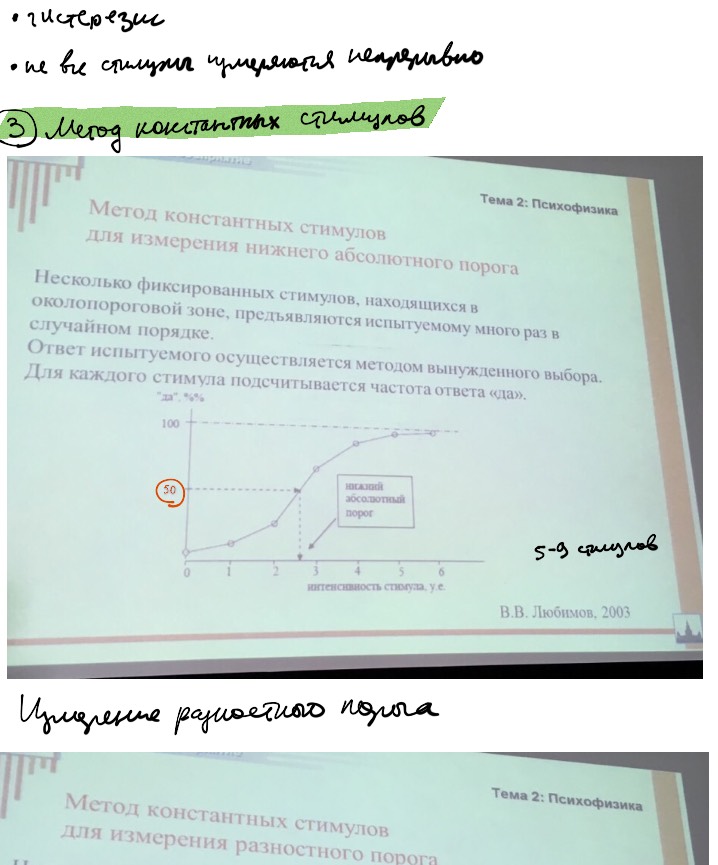 • гистерезис
• не все стимулы измеряются непрерывно
3 Метод константных стимулов
Тема 2: Психофизика
Метод константных стимулов
для измерения нижнего абсолютного порога
Несколько фиксированных стимулов, находящихся в
околопороговой зоне, предъявляются испытуемому много раз в
случайном порядке.
Ответ испытуемого осуществляется методом вынужденного выбора.
Для каждого стимула подсчитывается частота ответа «да».
"да", %%
100
50
нижний
абсолютный
порог
5-9 стимулов
0 1 2 3 4 5 6
интенсивность стимула, у.е.
В.В. Любимов, 2003
Измерение разностного порога
Тема 2: Психофизика
Метод константных стимулов
для измерения разностного порога